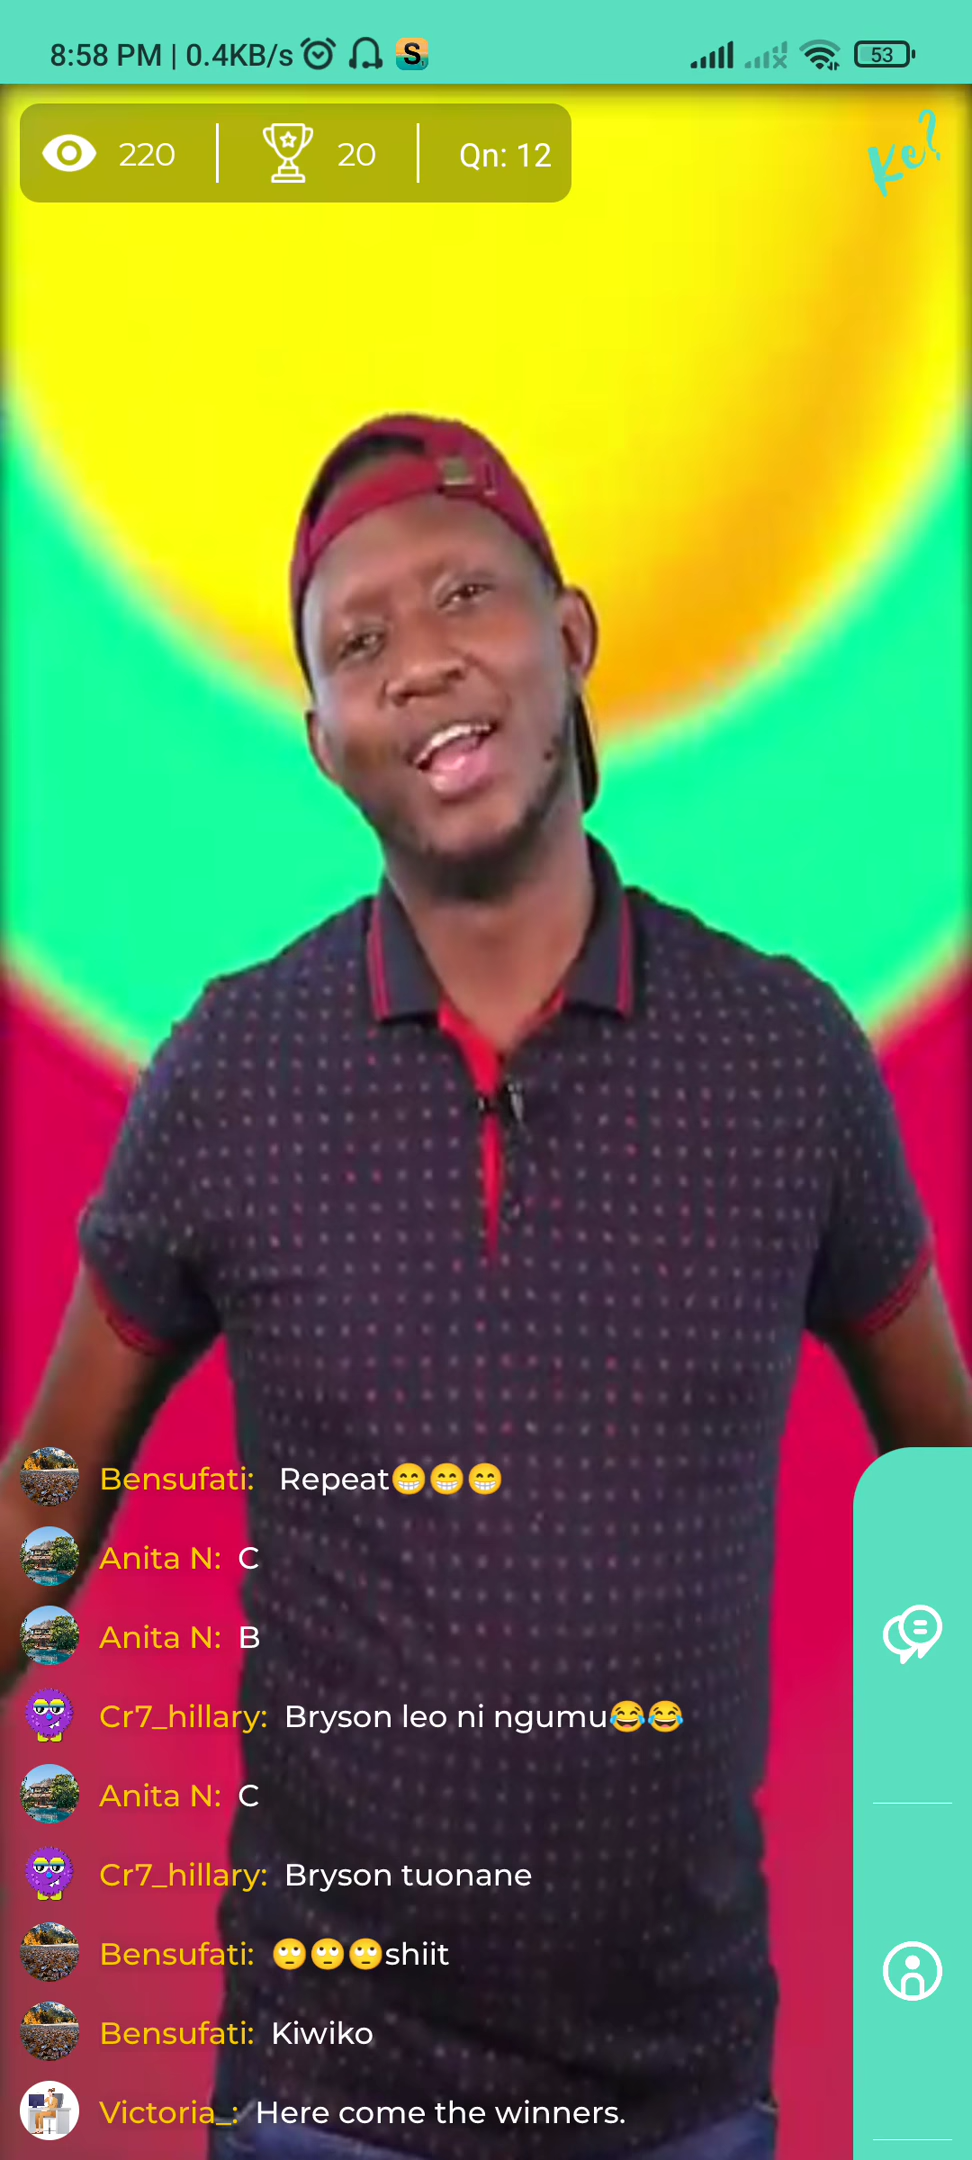 8:58 PM | 0.4KB/s S 53
220 20 Qn: 12 Ke?
Bensufati: Repeat😁😁😁
Anita N: C
Anita N: B
Cr7_hillary: Bryson leo ni ngumu😂😂
Anita N: C
Cr7_hillary: Bryson tuonane
Bensufati: 🙄🙄🙄shiit
Bensufati: Kiwiko
Victoria_: Here come the winners.